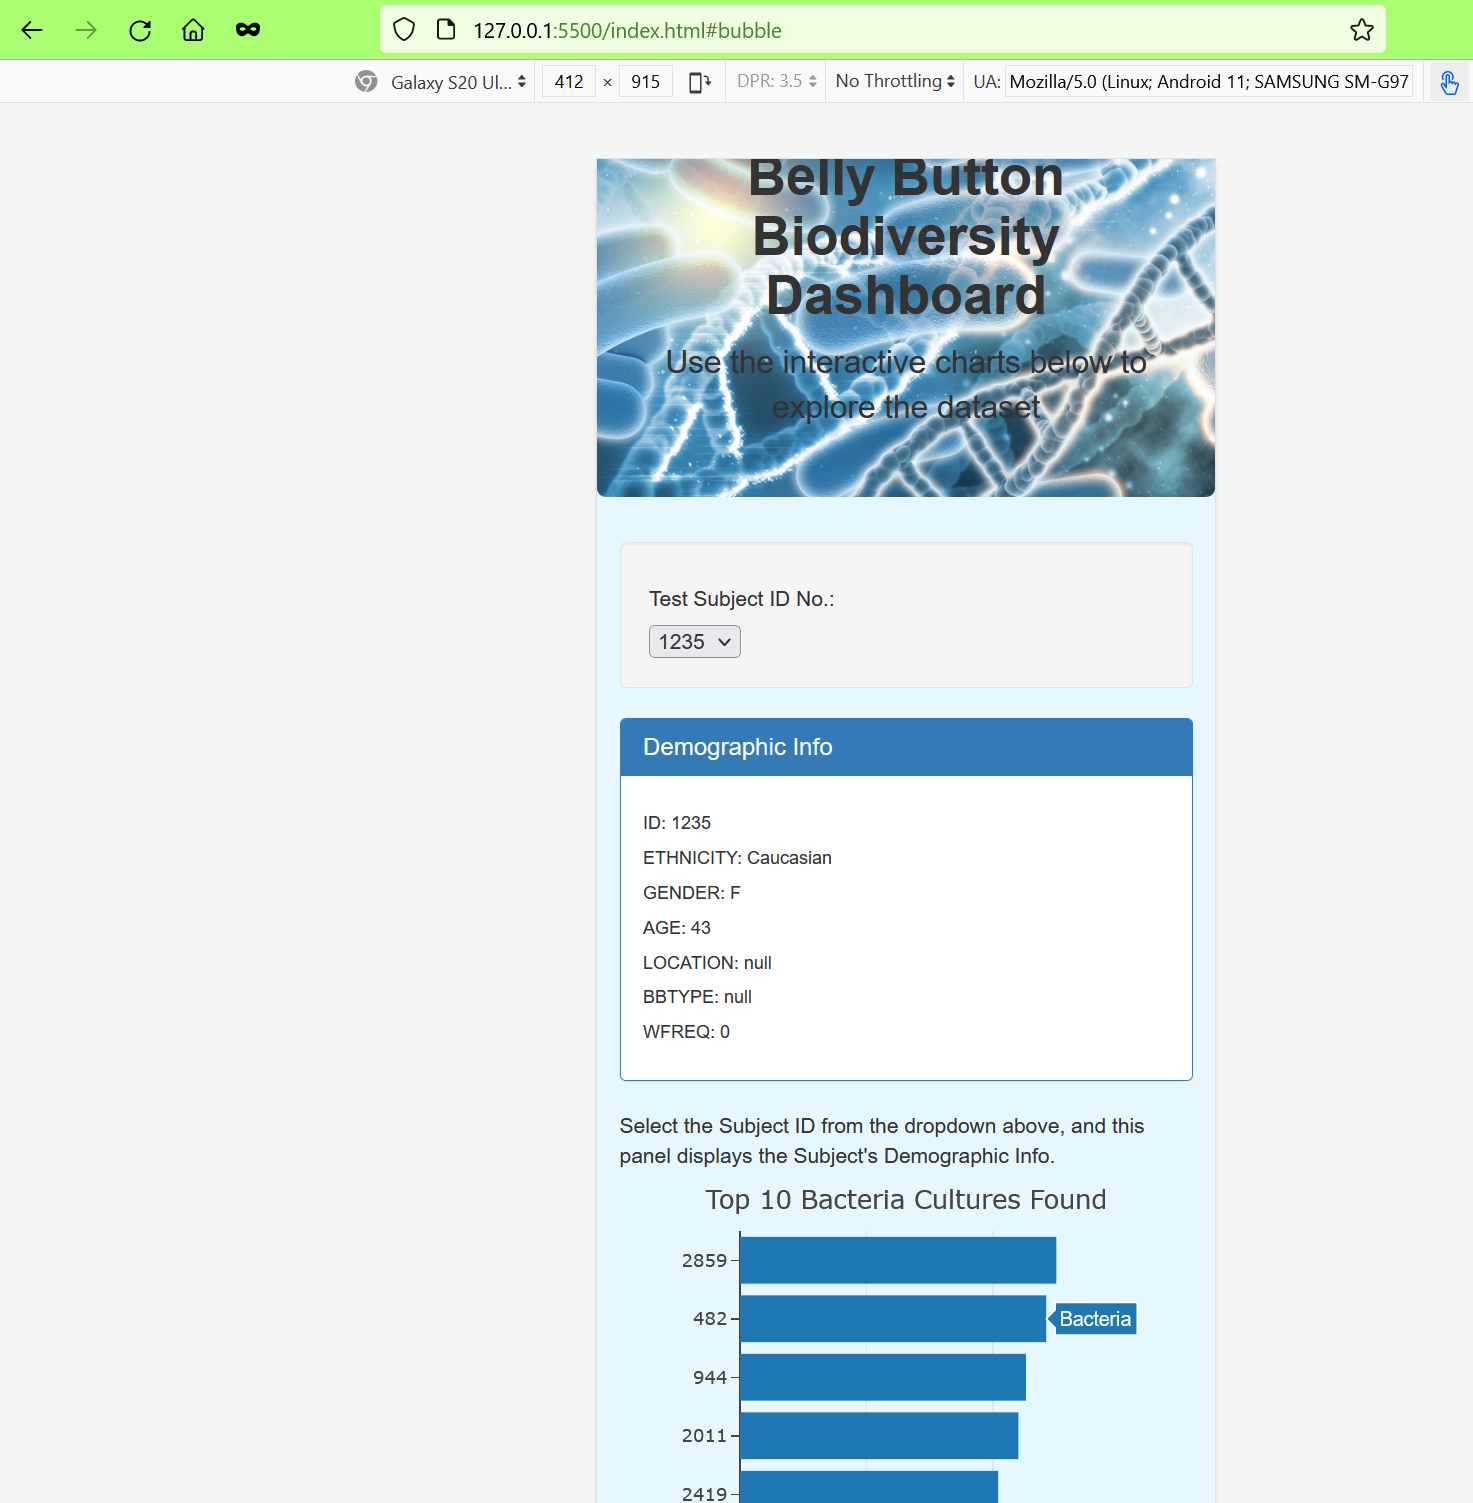 127.0.0.1:5500/index.html#bubble
Galaxy S20 Ul... 412 × 915 DPR: 3.5 No Throttling UA: Mozilla/5.0 (Linux; Android 11; SAMSUNG SM-G97
Belly Button
Biodiversity
Dashboard
Use the interactive charts below to
explore the dataset
Test Subject ID No.:
1235
Demographic Info
ID: 1235
ETHNICITY: Caucasian
GENDER: F
AGE: 43
LOCATION: null
BBTYPE: null
WFREQ: 0
Select the Subject ID from the dropdown above, and this
panel displays the Subject's Demographic Info.
Top 10 Bacteria Cultures Found
2859
482 Bacteria
944
2011
2419